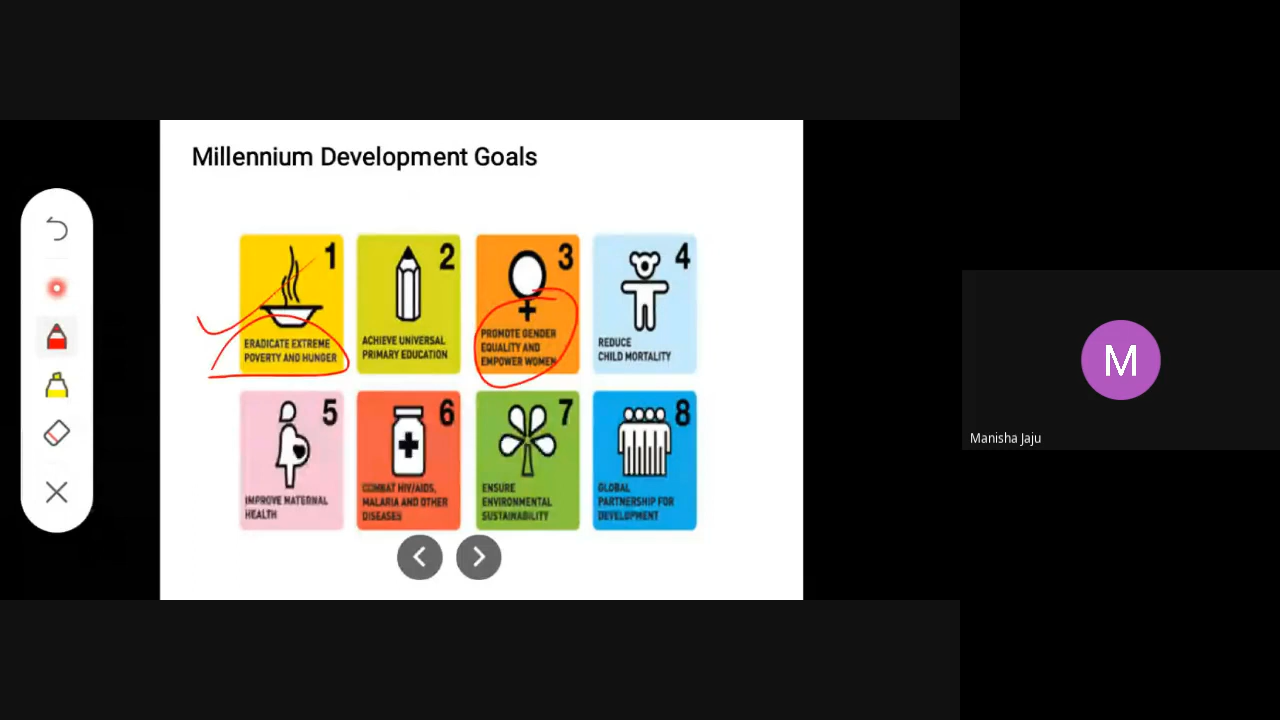 Millennium Development Goals
1
ERADICATE EXTREME
POVERTY AND HUNGER
2
ACHIEVE UNIVERSAL
PRIMARY EDUCATION
3
PROMOTE GENDER
EQUALITY AND
EMPOWER WOMEN
4
REDUCE
CHILD MORTALITY
5
IMPROVE MATERNAL
HEALTH
6
COMBAT HIV/AIDS,
MALARIA AND OTHER
DISEASES
7
ENSURE
ENVIRONMENTAL
SUSTAINABILITY
8
GLOBAL
PARTNERSHIP FOR
DEVELOPMENT
M
Manisha Jaju